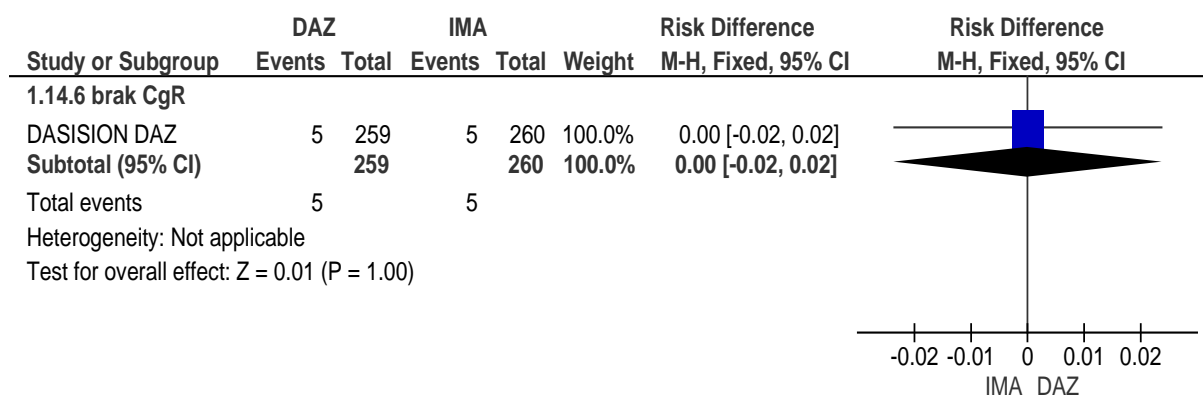 DAZ IMA Risk Difference Risk Difference
Study or Subgroup Events Total Events Total Weight M-H, Fixed, 95% CI M-H, Fixed, 95% CI
1.14.6 brak CgR
DASISION DAZ 5 259 5 260 100.0% 0.00 [-0.02, 0.02]
Subtotal (95% CI) 259 260 100.0% 0.00 [-0.02, 0.02]
Total events 5 5
Heterogeneity: Not applicable
Test for overall effect: Z = 0.01 (P = 1.00)
-0.02 -0.01 0 0.01 0.02
IMA DAZ